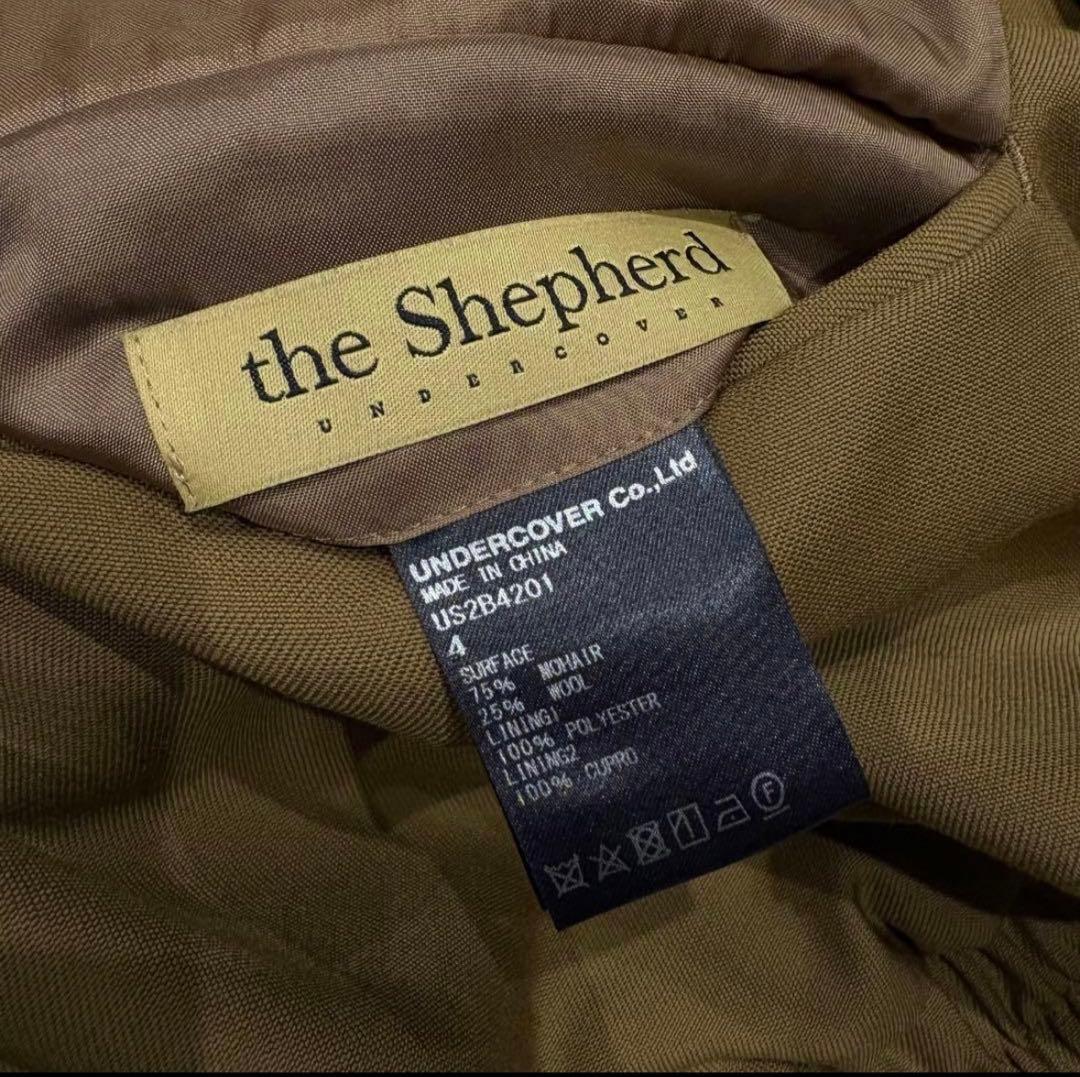 the Shepherd
UNDERCOVER
UNDERCOVER Co.,Ltd
MADE IN CHINA
US2B4201
4
SURFACE
75% MOHAIR
25% WOOL
LINING1
100% POLYESTER
LINING2
100% CUPRO
F